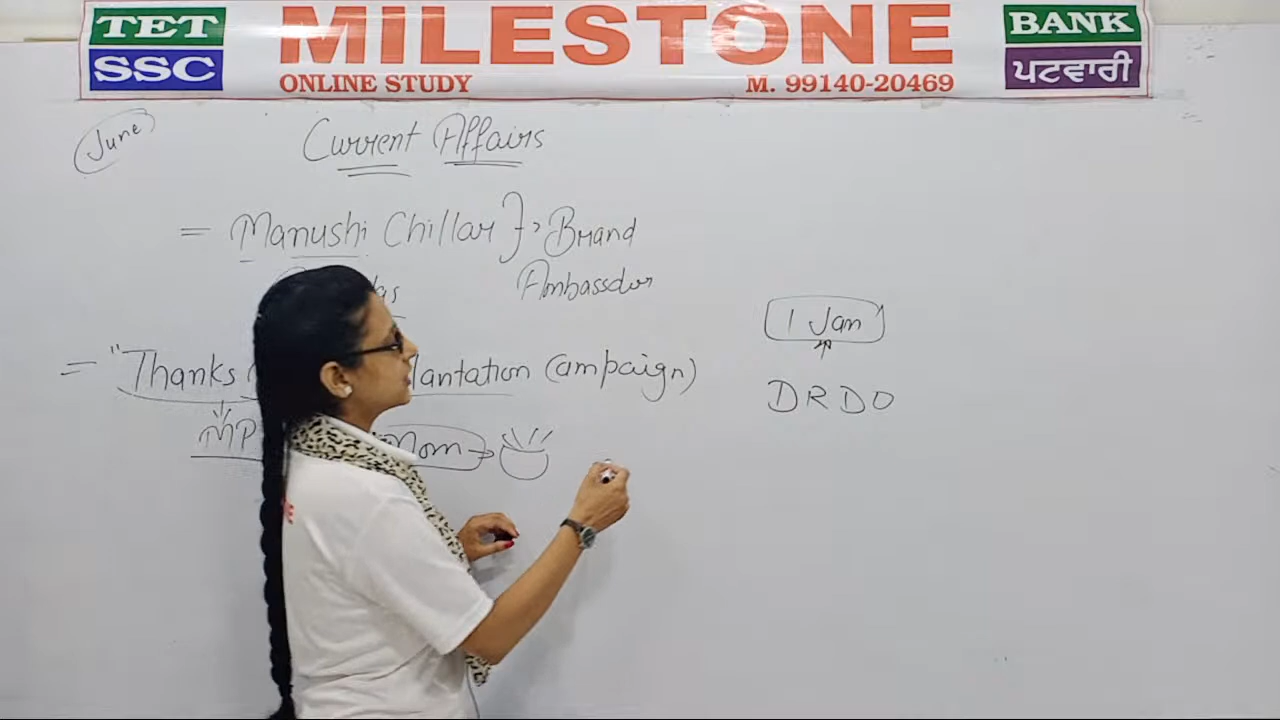 TET
SSC
MILESTONE
ONLINE STUDY
M. 99140-20469
BANK
ਪਟਵਾਰੀ
June
Current Affairs
= Manushi Chillar } Brand
Ambassdor
1 Jan
= "Thanks lantation Campaign)
DRDO
MP Mom